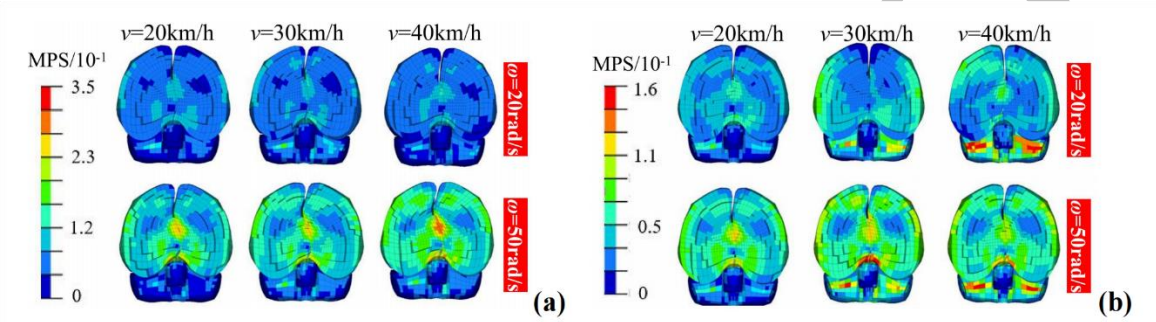 v=20km/h v=30km/h v=40km/h
MPS/10⁻¹
3.5
2.3
1.2
0
ω=20rad/s
ω=50rad/s
(a)
v=20km/h v=30km/h v=40km/h
MPS/10⁻¹
1.6
1.1
0.5
0
ω=20rad/s
ω=50rad/s
(b)